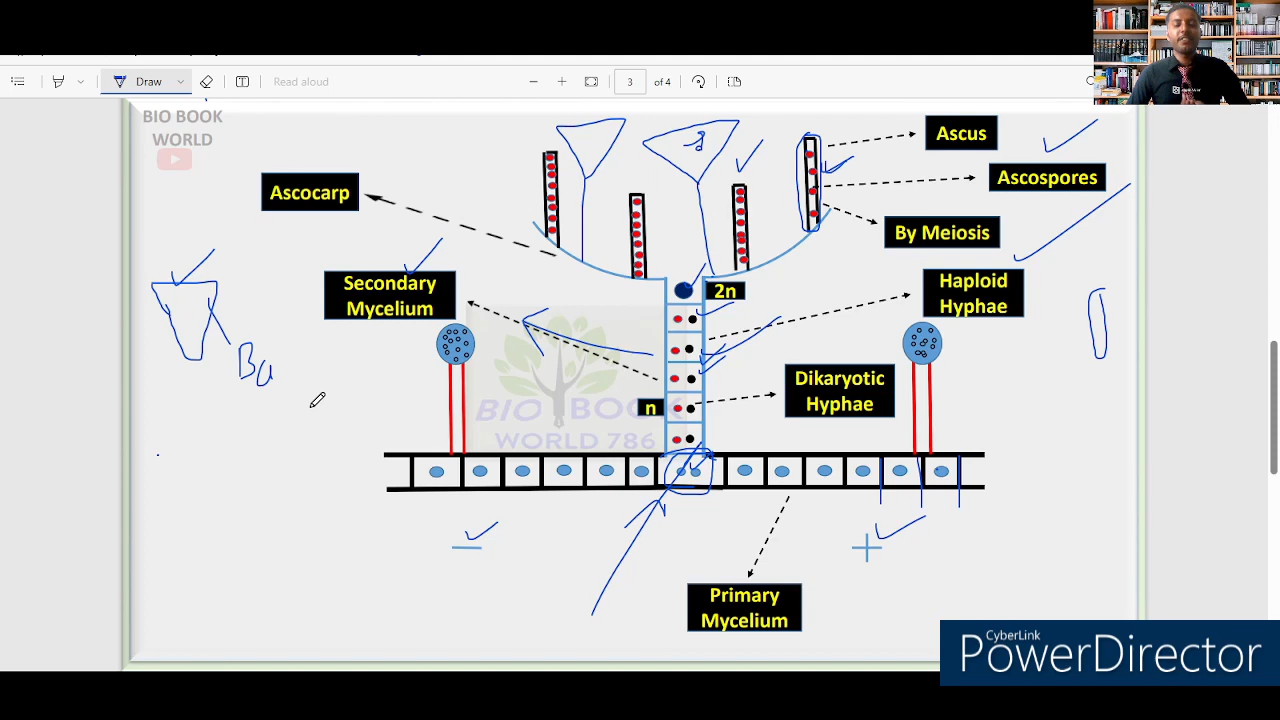 Draw
Read aloud
3
of 4
BIO BOOK
WORLD
Ascus
Ascospores
By Meiosis
Ascocarp
Secondary
Mycelium
2n
Haploid
Hyphae
Dikaryotic
Hyphae
n
Ba
BIO BOOK
WORLD 786
Primary
Mycelium
CyberLink
PowerDirector